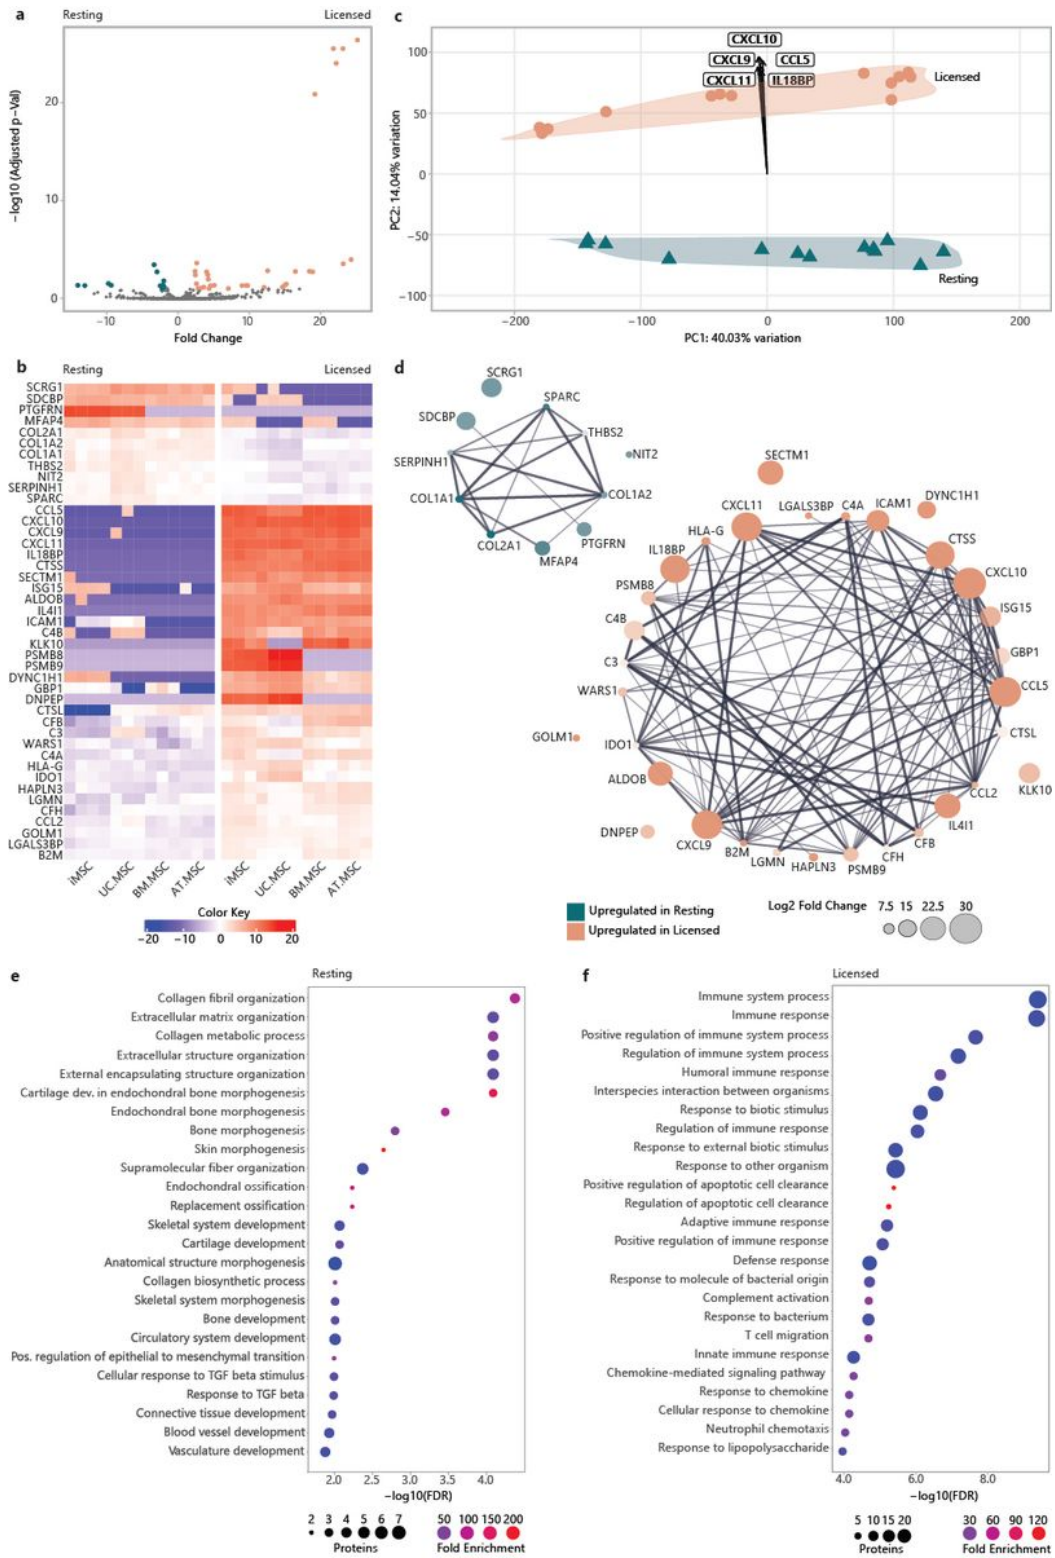 a
Resting
Licensed
−log10 (Adjusted p−Val)
20
10
0
−10
0
10
20
Fold Change
c
PC2: 14.04% variation
100
50
0
−50
−100
CXCL10
CXCL9
CCL5
CXCL11
IL18BP
Licensed
Resting
−200
−100
0
100
200
PC1: 40.03% variation
b
Resting
Licensed
SCRG1
SDCBP
PTGFRN
MFAP4
COL2A1
COL1A2
COL1A1
THBS2
NIT2
SERPINH1
SPARC
CCL5
CXCL10
CXCL9
CXCL11
IL18BP
CTSS
SECTM1
ISG15
ALDOB
IL4I1
ICAM1
C4B
KLK10
PSMB8
PSMB9
DYNC1H1
GBP1
DNPEP
CTSL
CFB
C3
WARS1
C4A
HLA-G
IDO1
HAPLN3
LGMN
CFH
CCL2
GOLM1
LGALS3BP
B2M
iMSC
UC.MSC
BM.MSC
AT.MSC
iMSC
UC.MSC
BM.MSC
AT.MSC
Color Key
−20
−10
0
10
20
d
SCRG1
SPARC
SDCBP
THBS2
SERPINH1
NIT2
COL1A1
COL1A2
COL2A1
PTGFRN
MFAP4
SECTM1
CXCL11
LGALS3BP
C4A
ICAM1
DYNC1H1
HLA-G
CTSS
IL18BP
CXCL10
PSMB8
ISG15
C4B
GBP1
C3
CCL5
WARS1
CTSL
GOLM1
IDO1
ALDOB
CCL2
KLK10
IL4I1
DNPEP
CXCL9
B2M
LGMN
HAPLN3
PSMB9
CFH
CFB
Upregulated in Resting
Upregulated in Licensed
Log2 Fold Change
7.5
15
22.5
30
e
Resting
Collagen fibril organization
Extracellular matrix organization
Collagen metabolic process
Extracellular structure organization
External encapsulating structure organization
Cartilage dev. in endochondral bone morphogenesis
Endochondral bone morphogenesis
Bone morphogenesis
Skin morphogenesis
Supramolecular fiber organization
Endochondral ossification
Replacement ossification
Skeletal system development
Cartilage development
Anatomical structure morphogenesis
Collagen biosynthetic process
Skeletal system morphogenesis
Bone development
Circulatory system development
Pos. regulation of epithelial to mesenchymal transition
Cellular response to TGF beta stimulus
Response to TGF beta
Connective tissue development
Blood vessel development
Vasculature development
2.0
2.5
3.0
3.5
4.0
−log10(FDR)
2 3 4 5 6 7
Proteins
50 100 150 200
Fold Enrichment
f
Licensed
Immune system process
Immune response
Positive regulation of immune system process
Regulation of immune system process
Humoral immune response
Interspecies interaction between organisms
Response to biotic stimulus
Regulation of immune response
Response to external biotic stimulus
Response to other organism
Positive regulation of apoptotic cell clearance
Regulation of apoptotic cell clearance
Adaptive immune response
Positive regulation of immune response
Defense response
Response to molecule of bacterial origin
Complement activation
Response to bacterium
T cell migration
Innate immune response
Chemokine-mediated signaling pathway
Response to chemokine
Cellular response to chemokine
Neutrophil chemotaxis
Response to lipopolysaccharide
4.0
6.0
8.0
−log10(FDR)
5 10 15 20
Proteins
30 60 90 120
Fold Enrichment